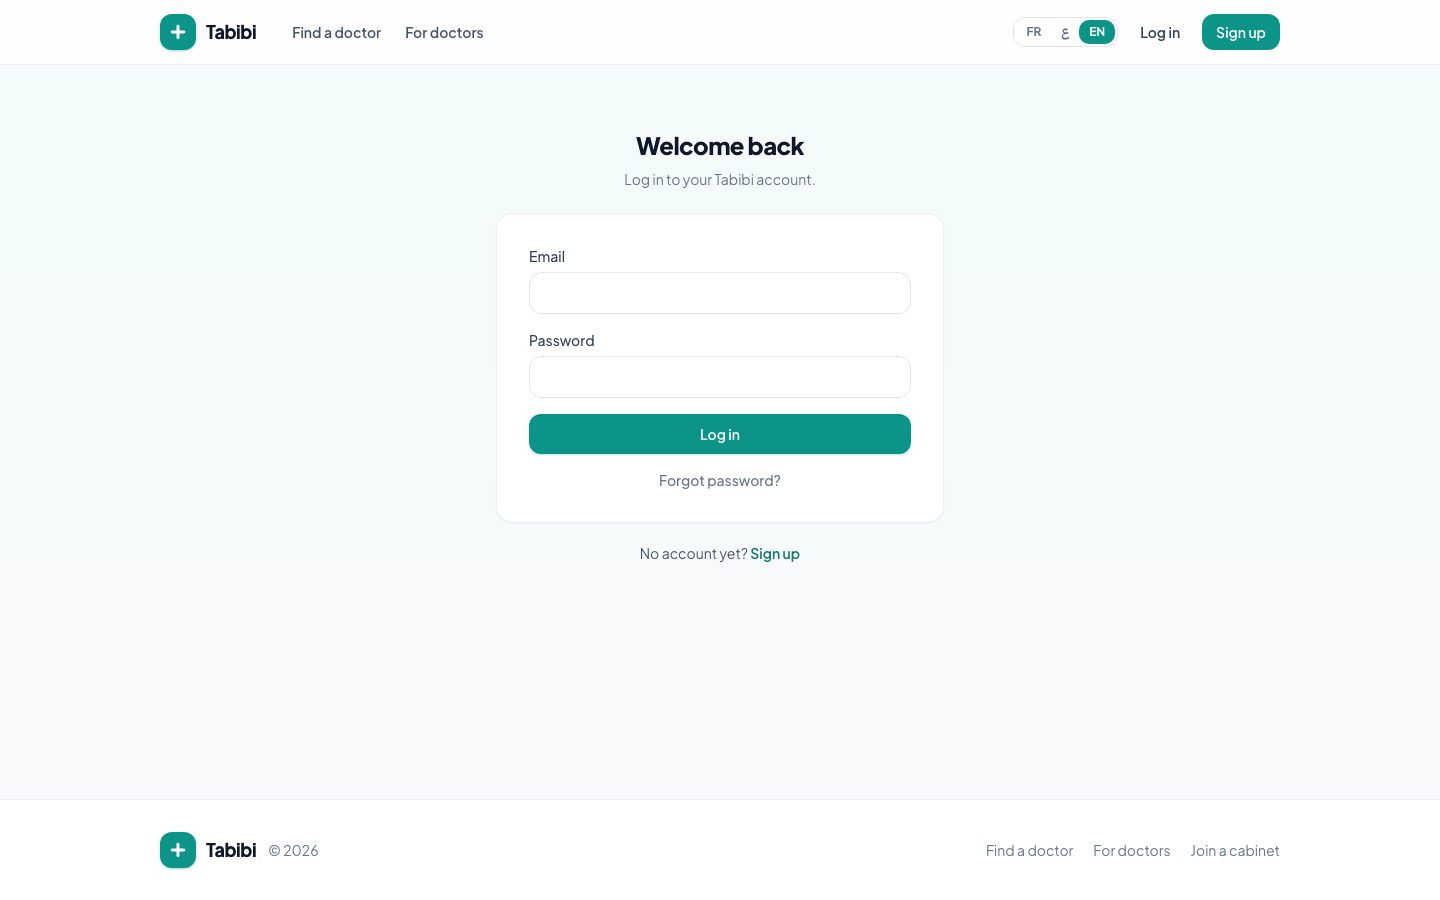 Tabibi
Find a doctor
For doctors
FR
ع
EN
Log in
Sign up
Welcome back
Log in to your Tabibi account.
Email
Password
Log in
Forgot password?
No account yet? Sign up
Tabibi © 2026
Find a doctor
For doctors
Join a cabinet